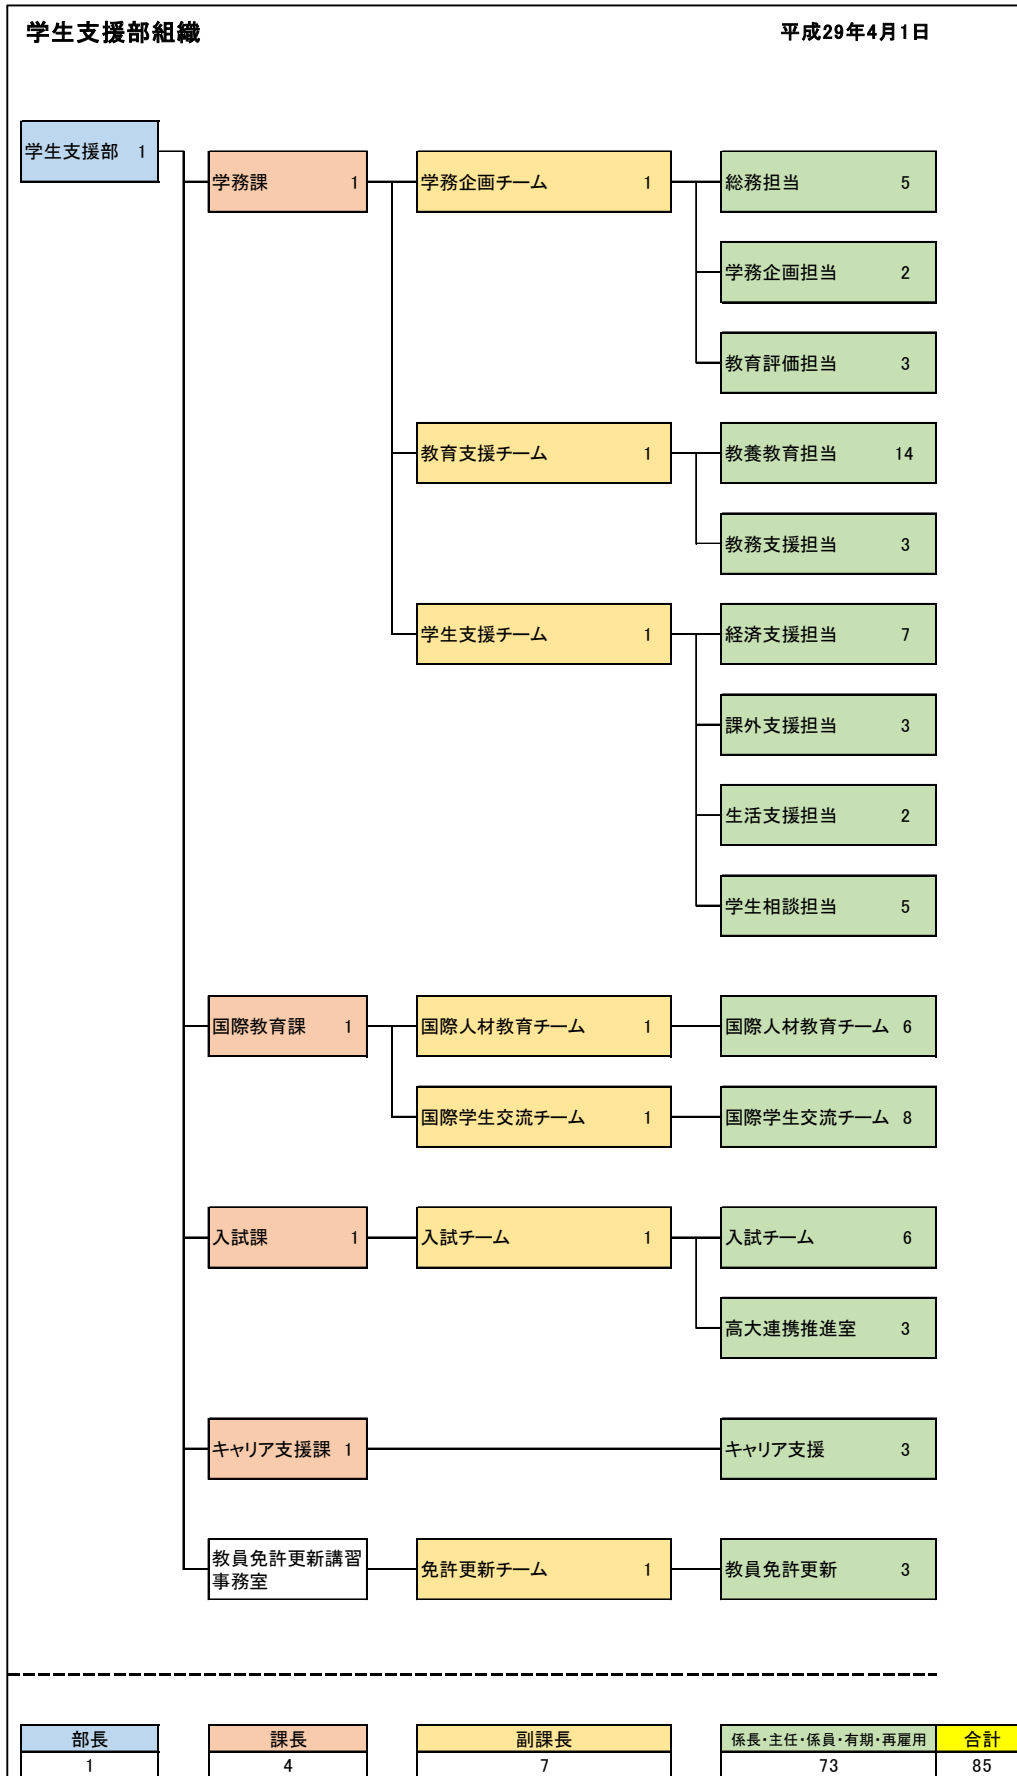 学生支援部組織 平成29年4月1日
学生支援部 1
学務課 1 学務企画チーム 1 総務担当 5
学務企画担当 2
教育評価担当 3
教育支援チーム 1 教養教育担当 14
教務支援担当 3
学生支援チーム 1 経済支援担当 7
課外支援担当 3
生活支援担当 2
学生相談担当 5
国際教育課 1 国際人材教育チーム 1 国際人材教育チーム 6
国際学生交流チーム 1 国際学生交流チーム 8
入試課 1 入試チーム 1 入試チーム 6
高大連携推進室 3
キャリア支援課 1 キャリア支援 3
教員免許更新講習
事務室 免許更新チーム 1 教員免許更新 3
部長 課長 副課長 係長・主任・係員・有期・再雇用 合計
1 4 7 73 85